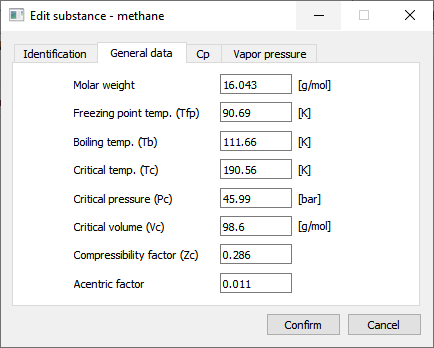 Edit substance - methane
Identification General data Cp Vapor pressure
Molar weight 16.043 [g/mol]
Freezing point temp. (Tfp) 90.69 [K]
Boiling temp. (Tb) 111.66 [K]
Critical temp. (Tc) 190.56 [K]
Critical pressure (Pc) 45.99 [bar]
Critical volume (Vc) 98.6 [g/mol]
Compressibility factor (Zc) 0.286
Acentric factor 0.011
Confirm Cancel